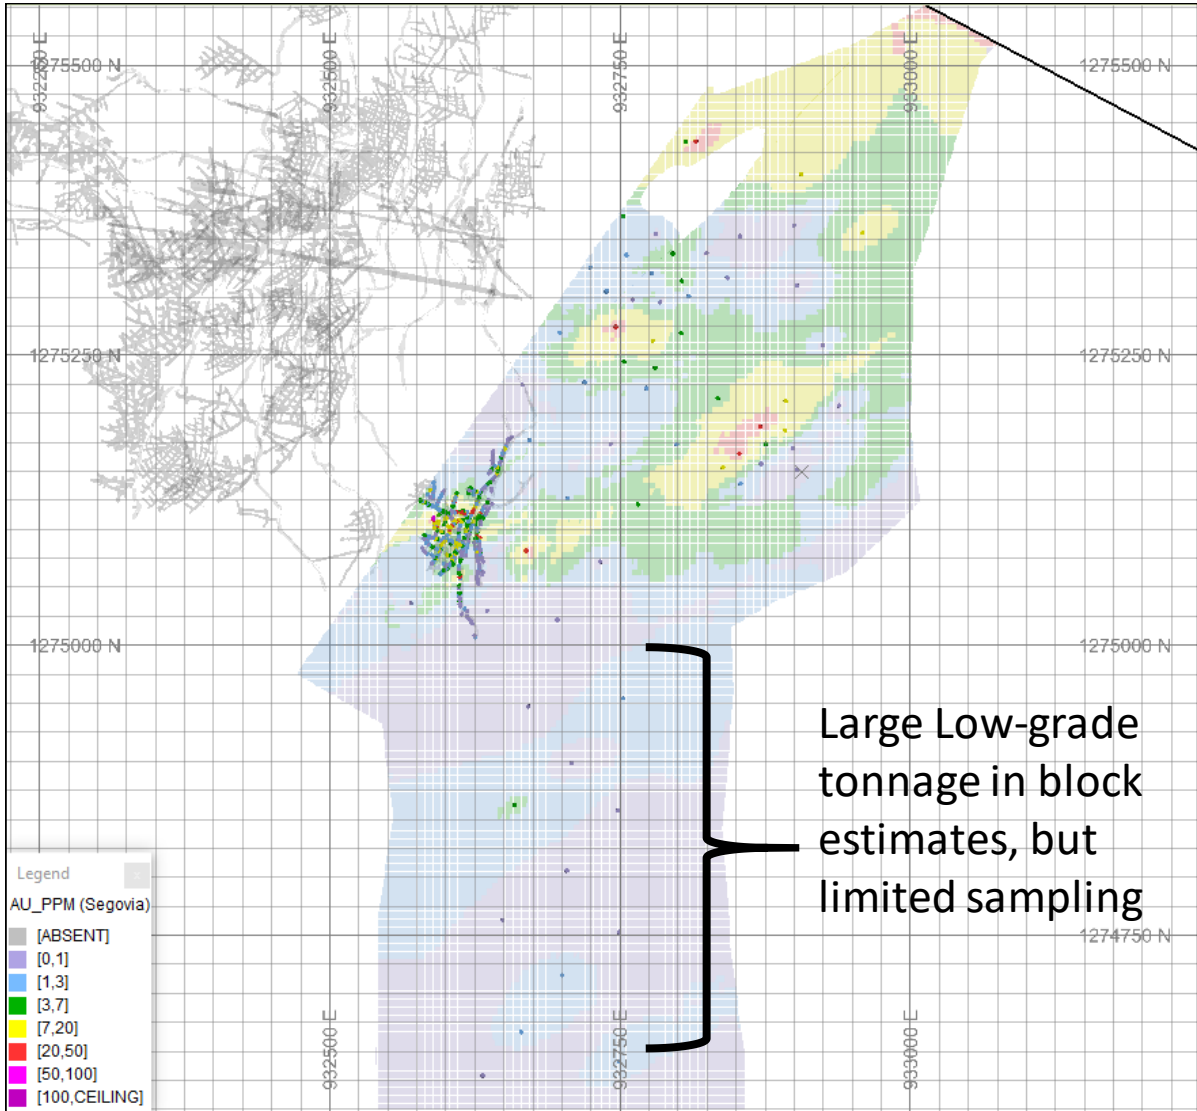 932250 E
932500 E
932750 E
933000 E
1275500 N
1275500 N
1275250 N
1275250 N
1275000 N
1275000 N
Large Low-grade
tonnage in block
estimates, but
limited sampling
1274750 N
Legend
x
AU_PPM (Segovia)
[ABSENT]
[0,1]
[1,3]
[3,7]
[7,20]
[20,50]
[50,100]
[100,CEILING]
932500 E
932750 E
933000 E